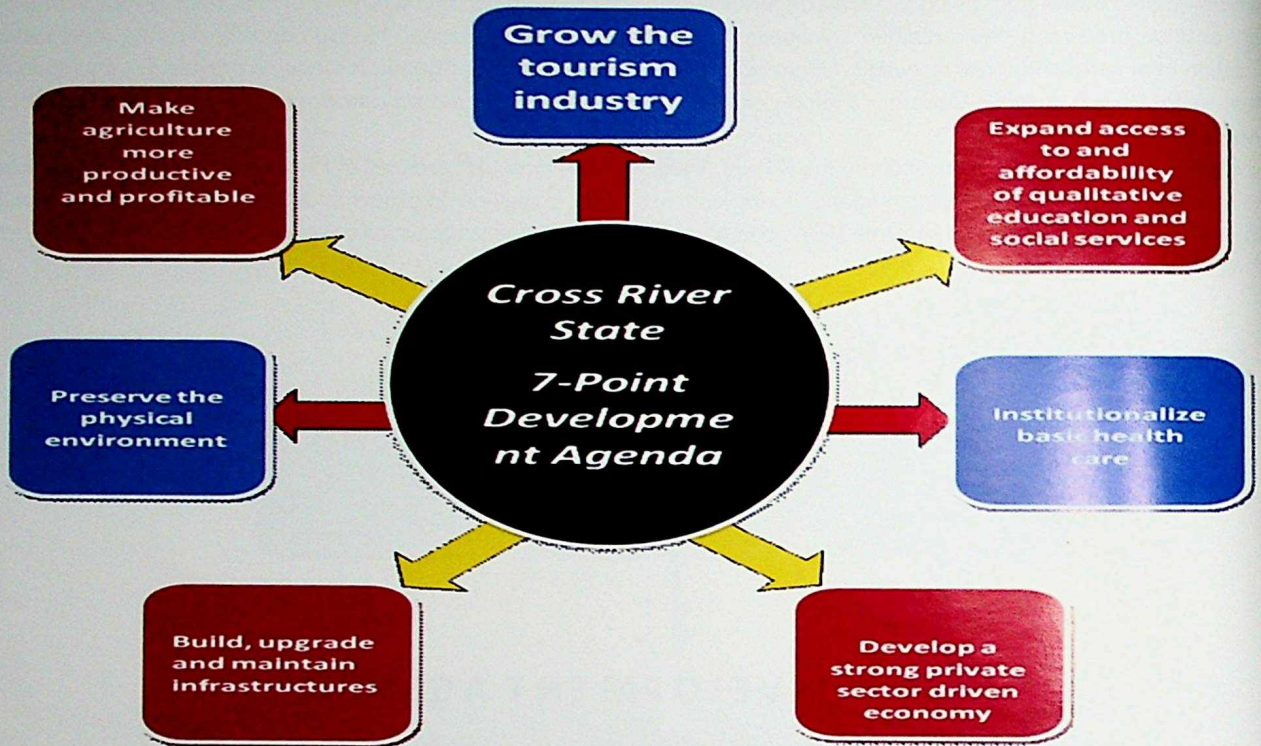 Grow the
tourism
industry
Make
agriculture
more
productive
and profitable
Expand access
to and
affordability
of qualitative
education and
social services
Cross River
State
7-Point
Developme
nt Agenda
Preserve the
physical
environment
Institutionalize
basic health
care
Build, upgrade
and maintain
infrastructures
Develop a
strong private
sector driven
economy